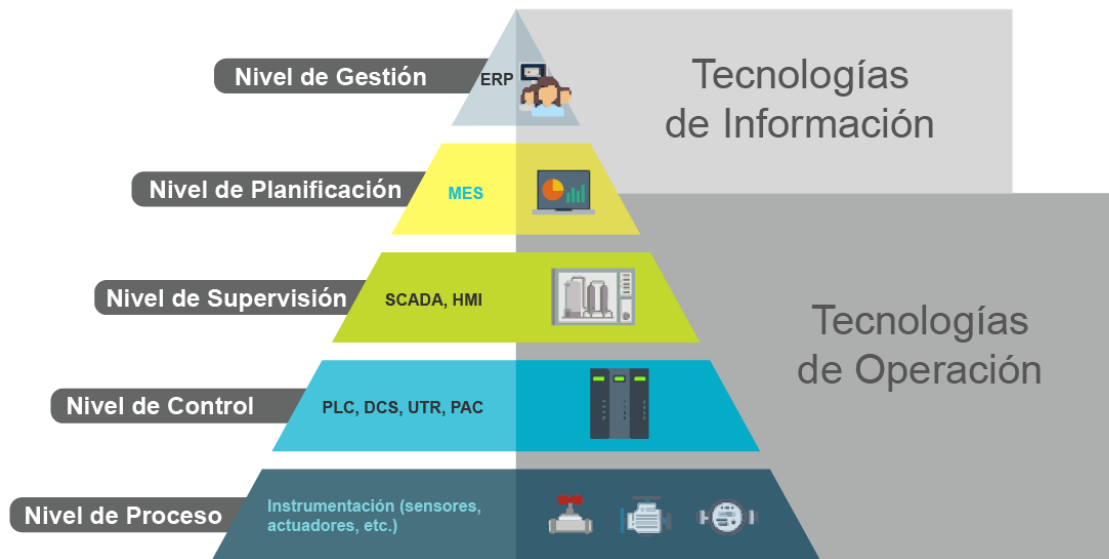 Nivel de Gestión
ERP
Tecnologías
de Información
Nivel de Planificación
MES
Nivel de Supervisión
SCADA, HMI
Tecnologías
de Operación
Nivel de Control
PLC, DCS, UTR, PAC
Nivel de Proceso
Instrumentación (sensores,
actuadores, etc.)